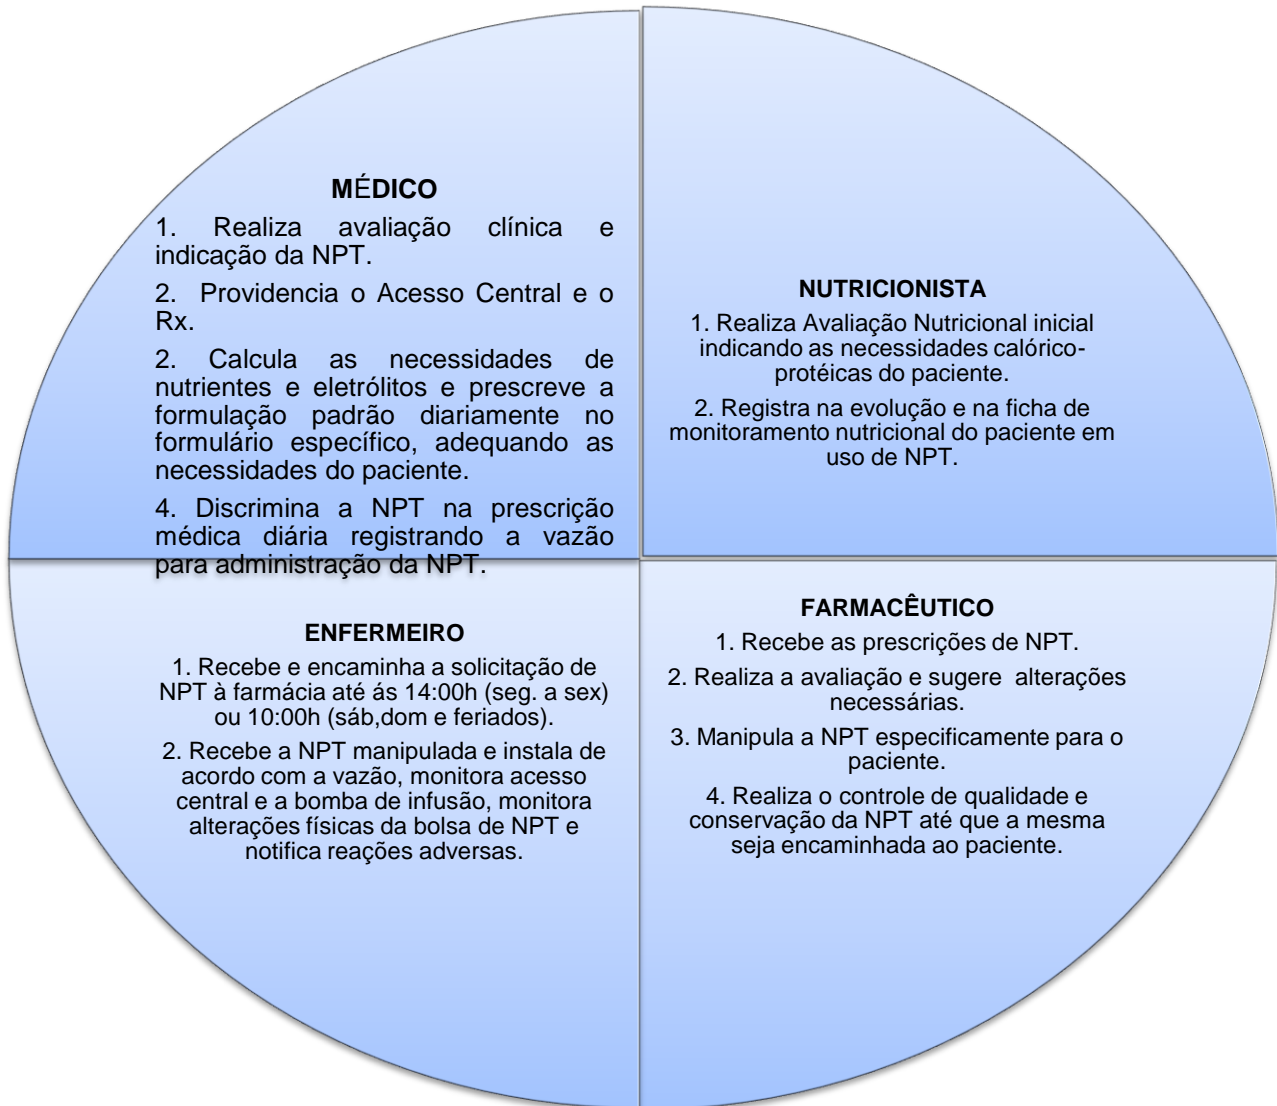 MÉDICO
1. Realiza avaliação clínica e
indicação da NPT.
2. Providencia o Acesso Central e o
Rx.
2. Calcula as necessidades de
nutrientes e eletrólitos e prescreve a
formulação padrão diariamente no
formulário específico, adequando as
necessidades do paciente.
4. Discrimina a NPT na prescrição
médica diária registrando a vazão
para administração da NPT.
NUTRICIONISTA
1. Realiza Avaliação Nutricional inicial
indicando as necessidades calórico-
protéicas do paciente.
2. Registra na evolução e na ficha de
monitoramento nutricional do paciente em
uso de NPT.
ENFERMEIRO
1. Recebe e encaminha a solicitação de
NPT à farmácia até ás 14:00h (seg. a sex)
ou 10:00h (sáb,dom e feriados).
2. Recebe a NPT manipulada e instala de
acordo com a vazão, monitora acesso
central e a bomba de infusão, monitora
alterações físicas da bolsa de NPT e
notifica reações adversas.
FARMACÊUTICO
1. Recebe as prescrições de NPT.
2. Realiza a avaliação e sugere alterações
necessárias.
3. Manipula a NPT especificamente para o
paciente.
4. Realiza o controle de qualidade e
conservação da NPT até que a mesma
seja encaminhada ao paciente.